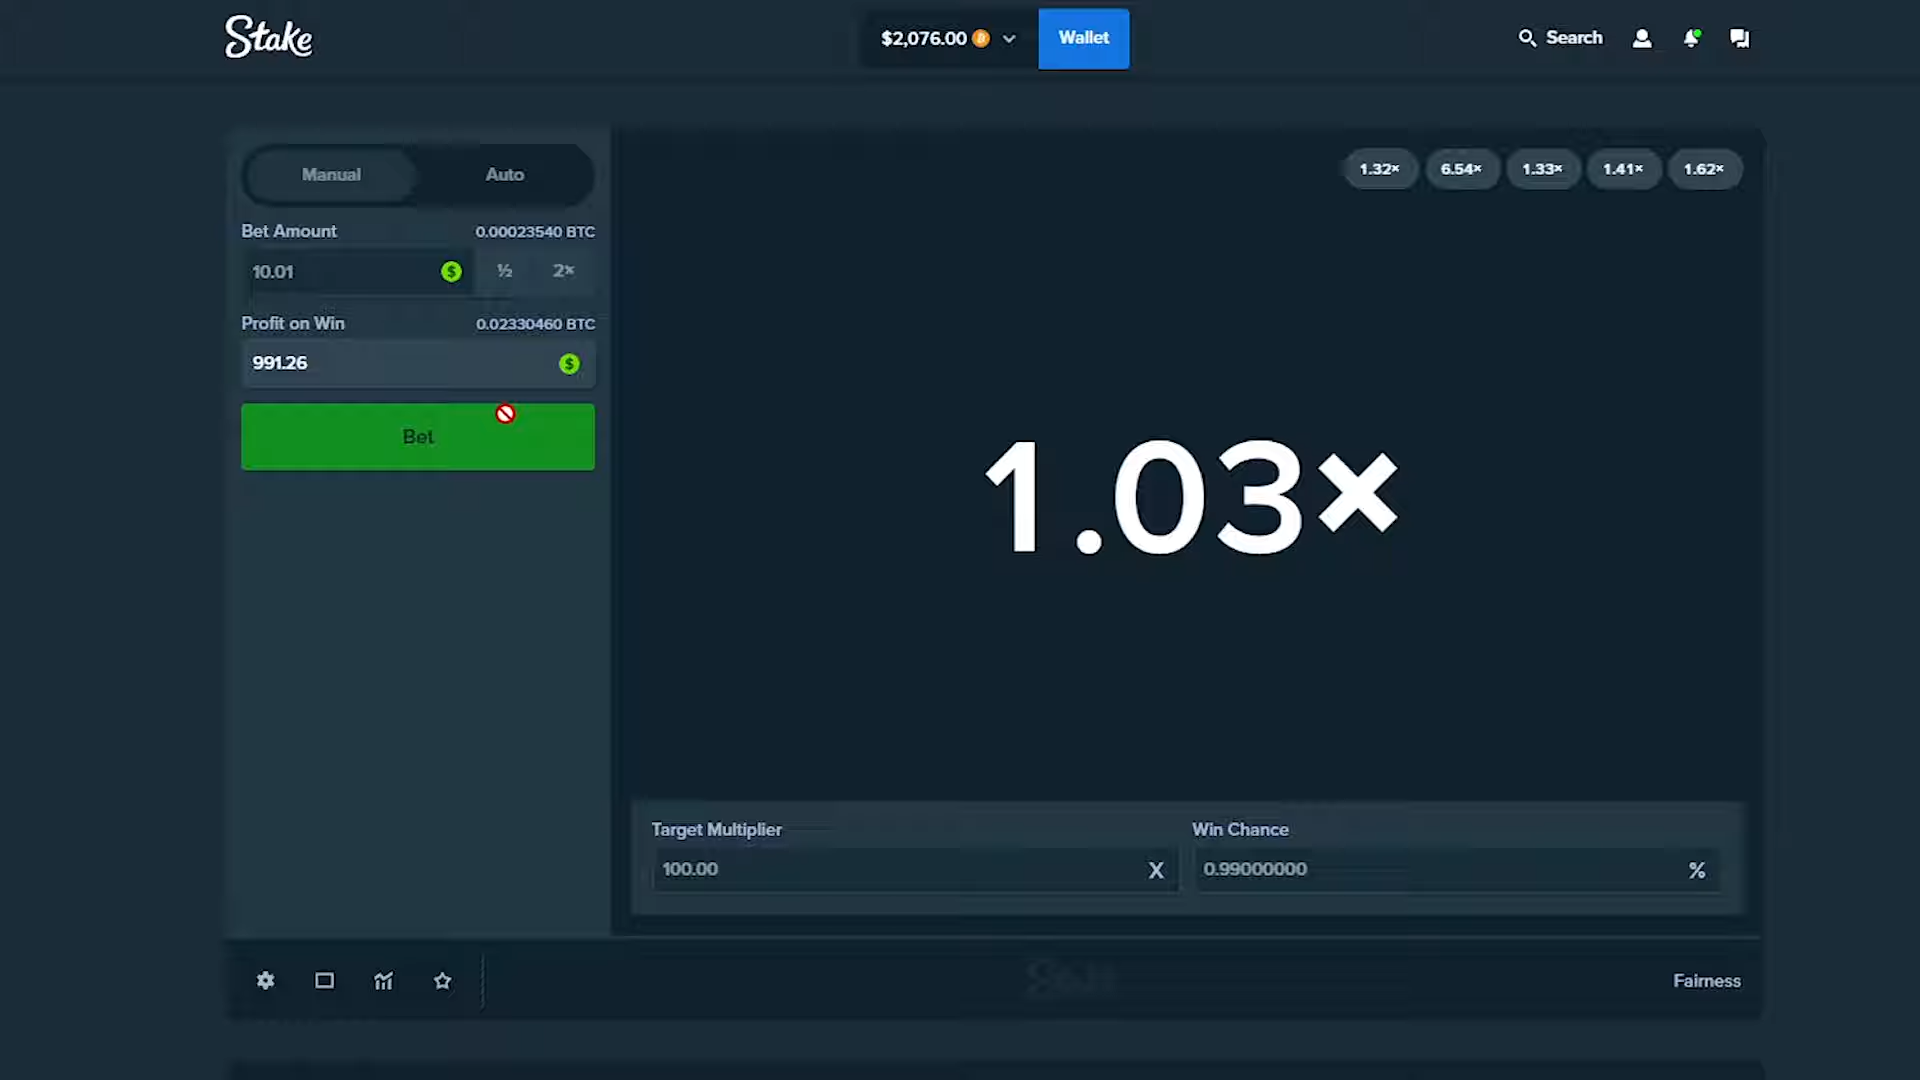 Stake
$2,076.00
Wallet
Search
Manual
Auto
1.32×
6.54×
1.33×
1.41×
1.62×
Bet Amount
0.00023540 BTC
10.01
$
½
2×
Profit on Win
0.02330460 BTC
991.26
$
Bet
1.03×
Target Multiplier
Win Chance
100.00
X
0.99000000
%
Stake
Fairness